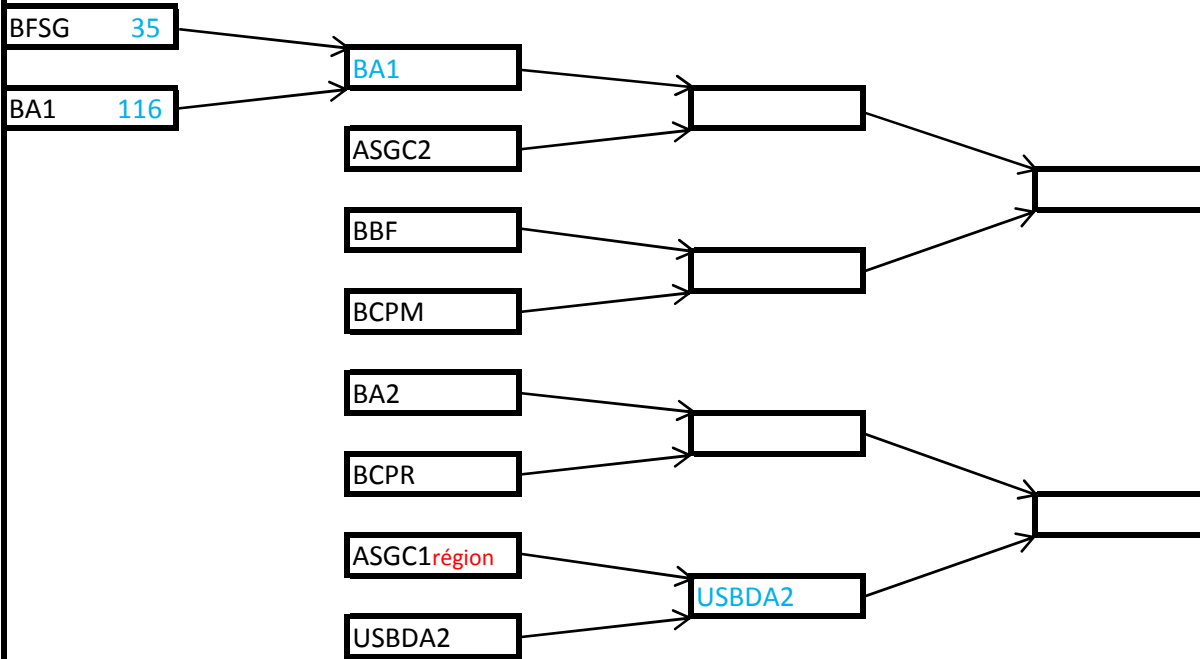 BFSG 35
BA1 116
BA1
ASGC2
BBF
BCPM
BA2
BCPR
ASGC1région
USBDA2
USBDA2